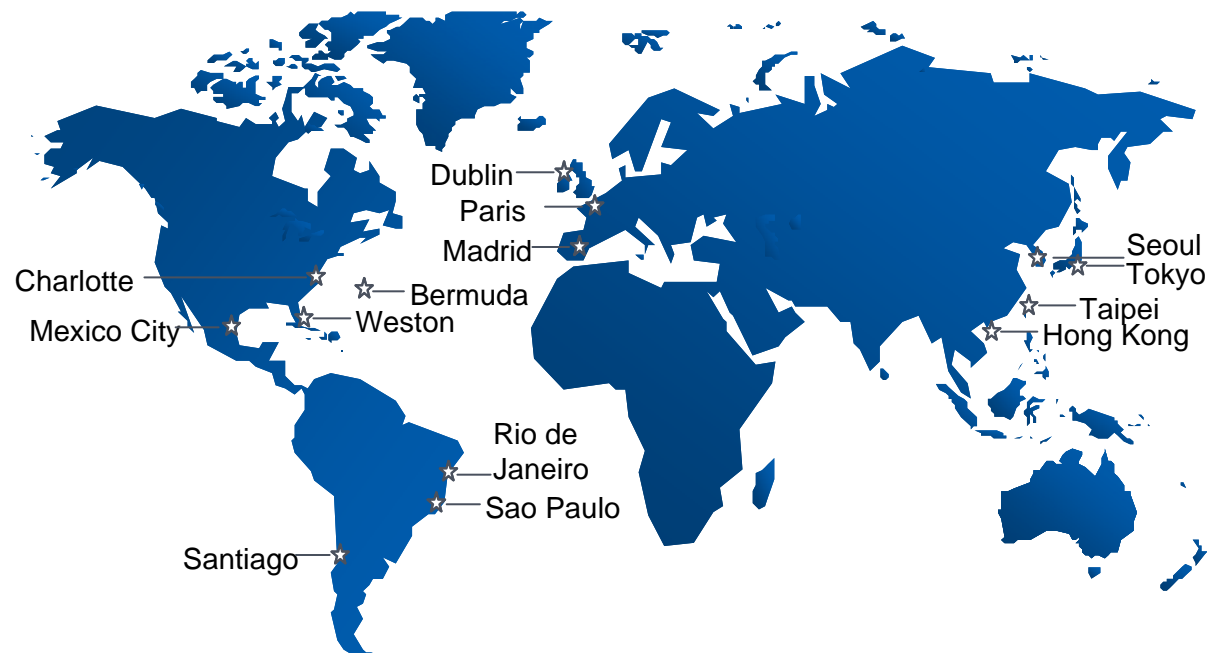 Dublin
Paris
Madrid
Seoul
Tokyo
Charlotte
Bermuda
Taipei
Mexico City
Weston
Hong Kong
Rio de
Janeiro
Sao Paulo
Santiago